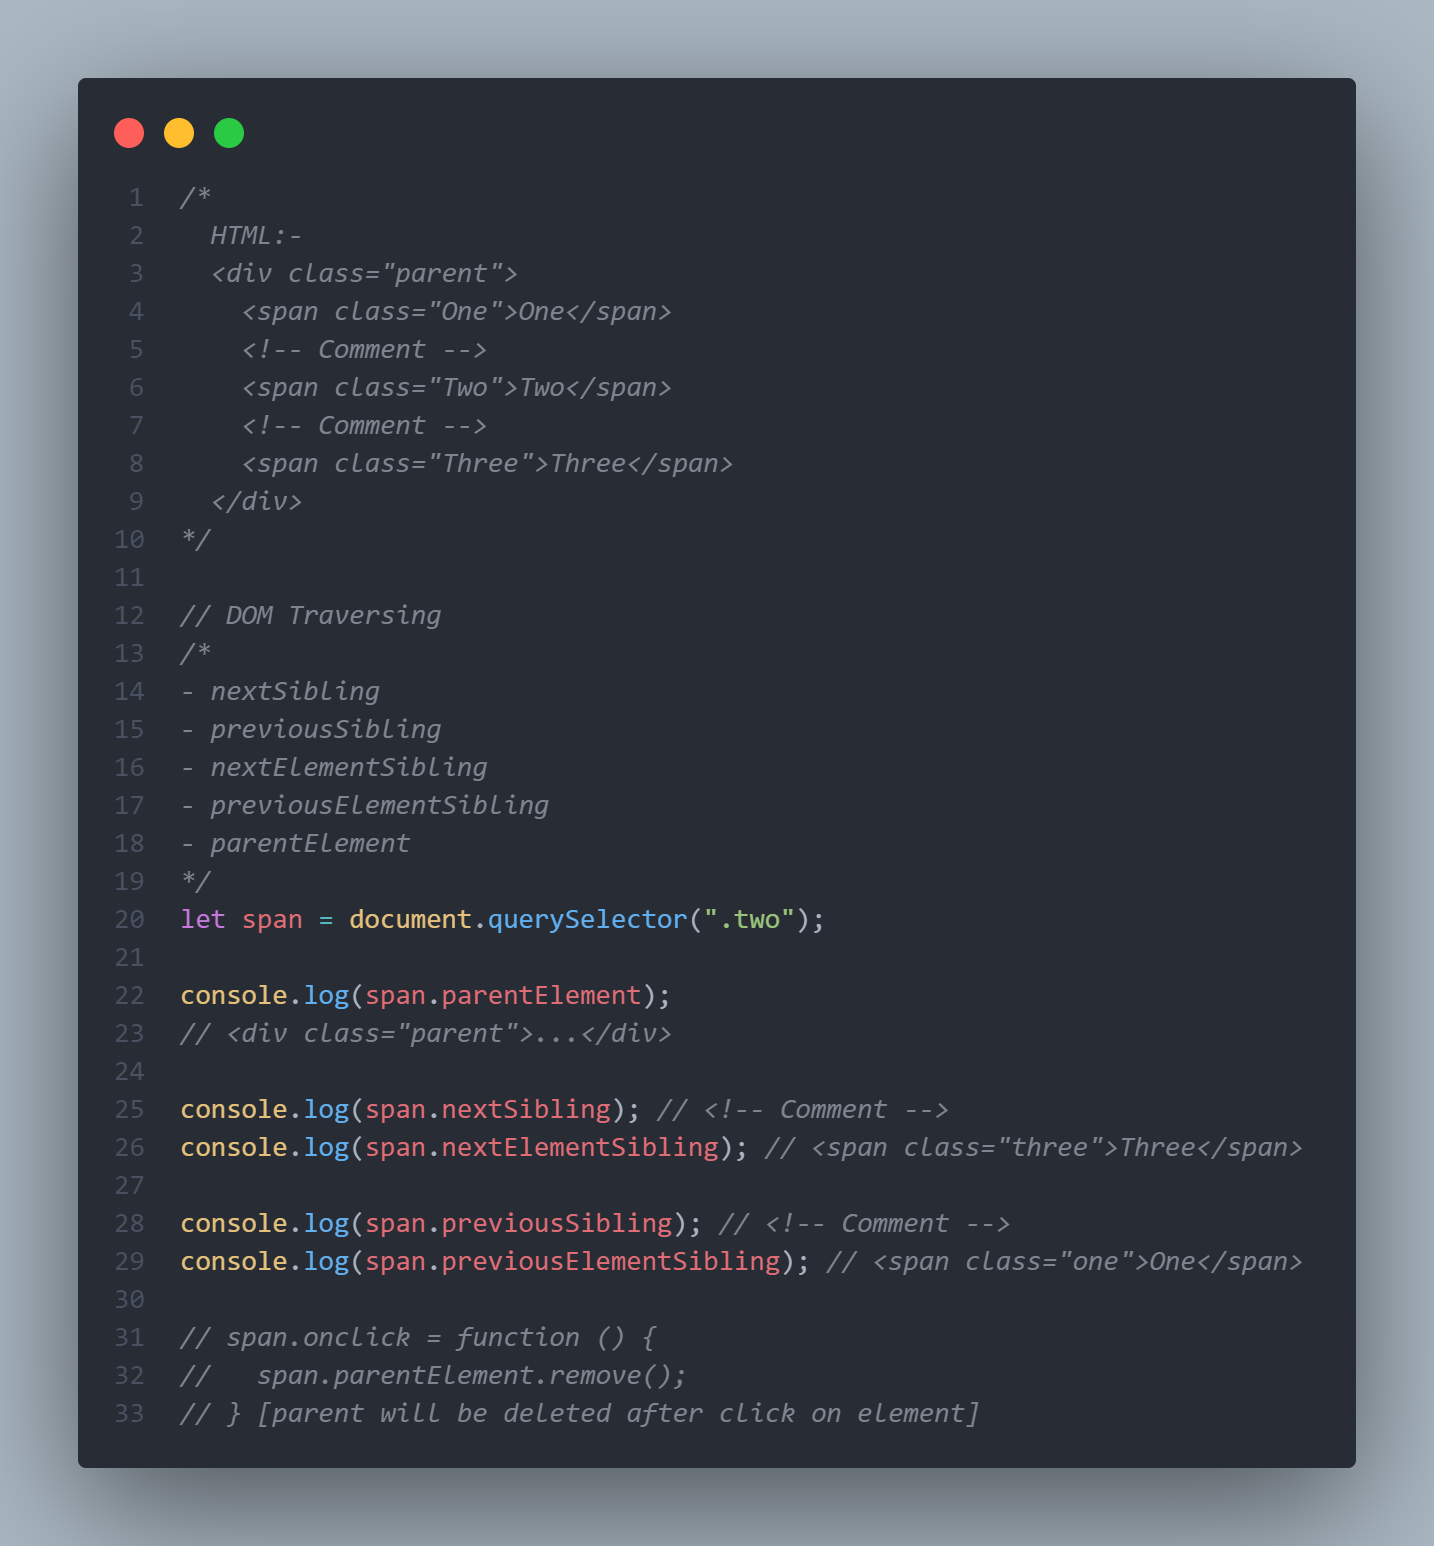 1 /*
2   HTML:-
3   <div class="parent">
4     <span class="One">One</span>
5     <!-- Comment -->
6     <span class="Two">Two</span>
7     <!-- Comment -->
8     <span class="Three">Three</span>
9   </div>
10 */
11
12 // DOM Traversing
13 /*
14 - nextSibling
15 - previousSibling
16 - nextElementSibling
17 - previousElementSibling
18 - parentElement
19 */
20 let span = document.querySelector(".two");
21
22 console.log(span.parentElement);
23 // <div class="parent">...</div>
24
25 console.log(span.nextSibling); // <!-- Comment -->
26 console.log(span.nextElementSibling); // <span class="three">Three</span>
27
28 console.log(span.previousSibling); // <!-- Comment -->
29 console.log(span.previousElementSibling); // <span class="one">One</span>
30
31 // span.onclick = function () {
32 //   span.parentElement.remove();
33 // } [parent will be deleted after click on element]